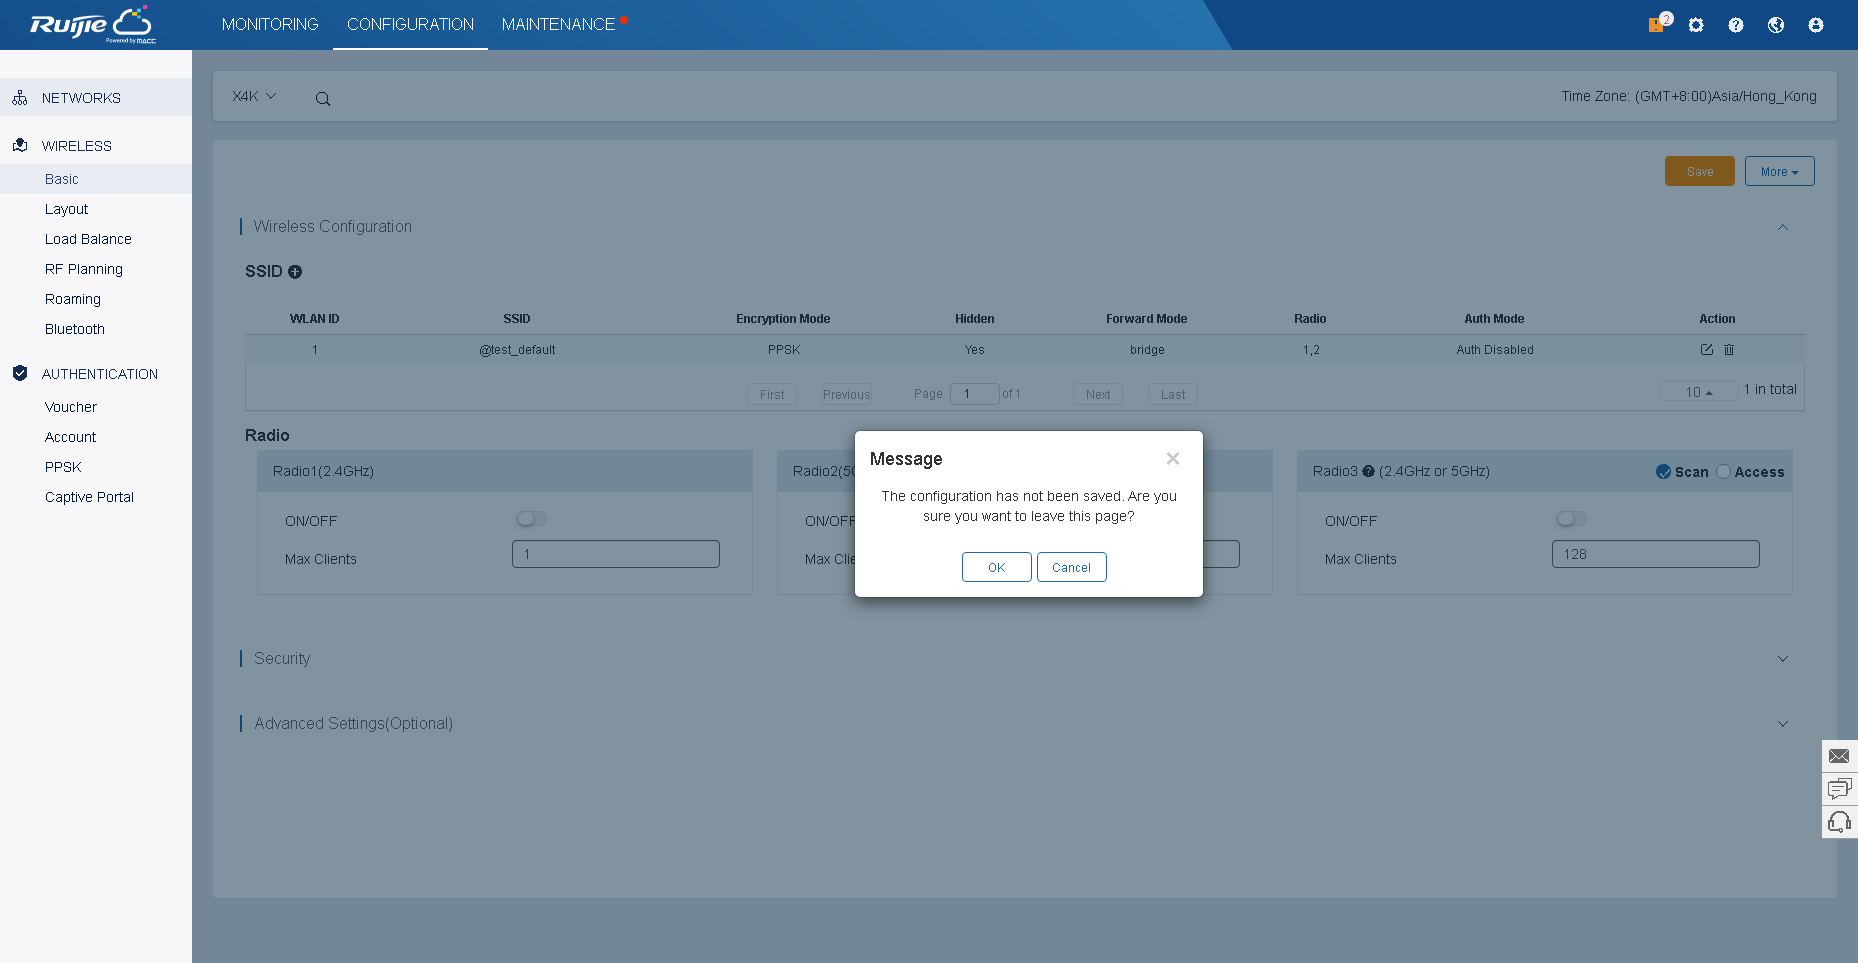 Ruijie
Powered by MACC
MONITORING
CONFIGURATION
MAINTENANCE
2
NETWORKS
WIRELESS
Basic
Layout
Load Balance
RF Planning
Roaming
Bluetooth
AUTHENTICATION
Voucher
Account
PPSK
Captive Portal
X4K
Time Zone: (GMT+8:00)Asia/Hong_Kong
Save
More
Wireless Configuration
SSID
WLAN ID SSID Encryption Mode Hidden Forward Mode Radio Auth Mode Action
1 @test_default PPSK Yes bridge 1,2 Auth Disabled
First Previous Page 1 of 1 Next Last 10 1 in total
Radio
Radio1(2.4GHz)
ON/OFF
Max Clients 1
Radio2(5G
ON/OFF
Max Clie
Radio3 (2.4GHz or 5GHz) Scan Access
ON/OFF
Max Clients 128
Message
The configuration has not been saved. Are you
sure you want to leave this page?
OK Cancel
Security
Advanced Settings(Optional)